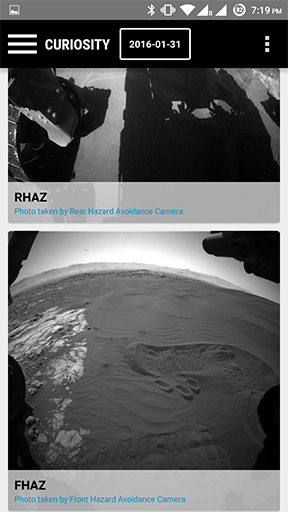 82 7:19 PM
CURIOSITY 2016-01-31
RHAZ
Photo taken by Rear Hazard Avoidance Camera
FHAZ
Photo taken by Front Hazard Avoidance Camera